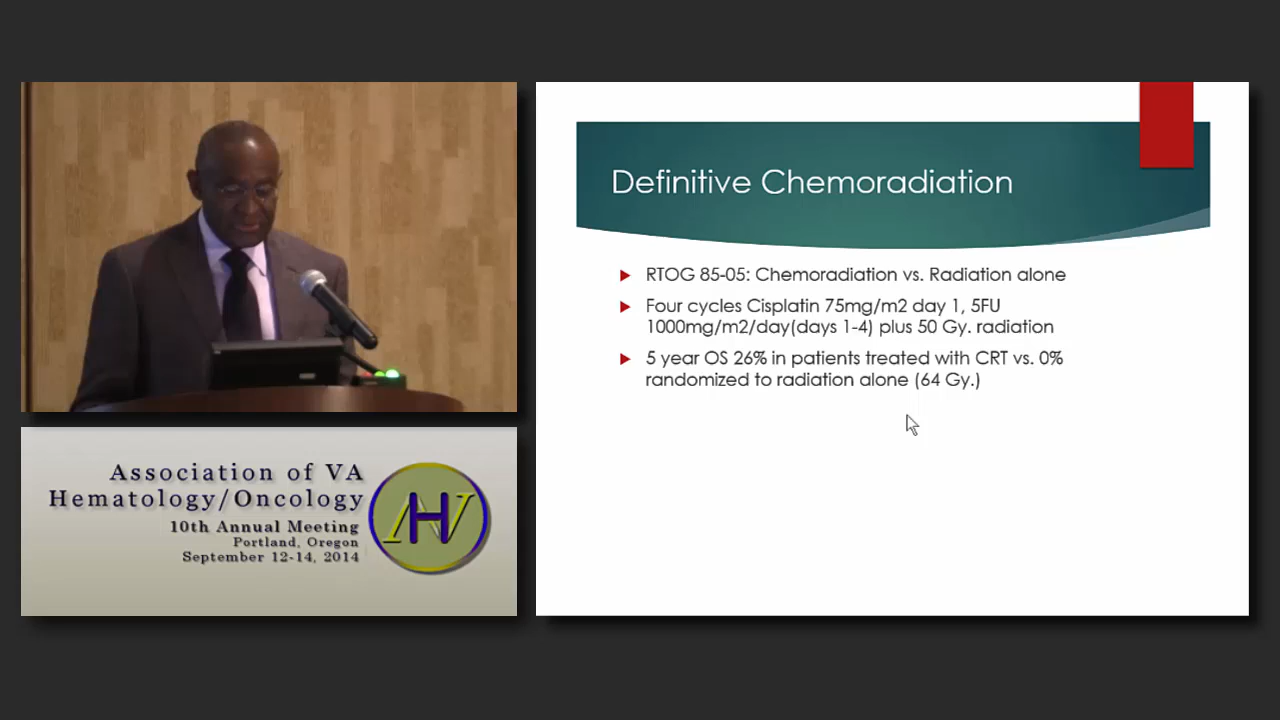 Definitive Chemoradiation
RTOG 85-05: Chemoradiation vs. Radiation alone
Four cycles Cisplatin 75mg/m2 day 1, 5FU
1000mg/m2/day(days 1-4) plus 50 Gy. radiation
5 year OS 26% in patients treated with CRT vs. 0%
randomized to radiation alone (64 Gy.)
Association of VA
Hematology/Oncology
10th Annual Meeting
Portland, Oregon
September 12-14, 2014
AHV